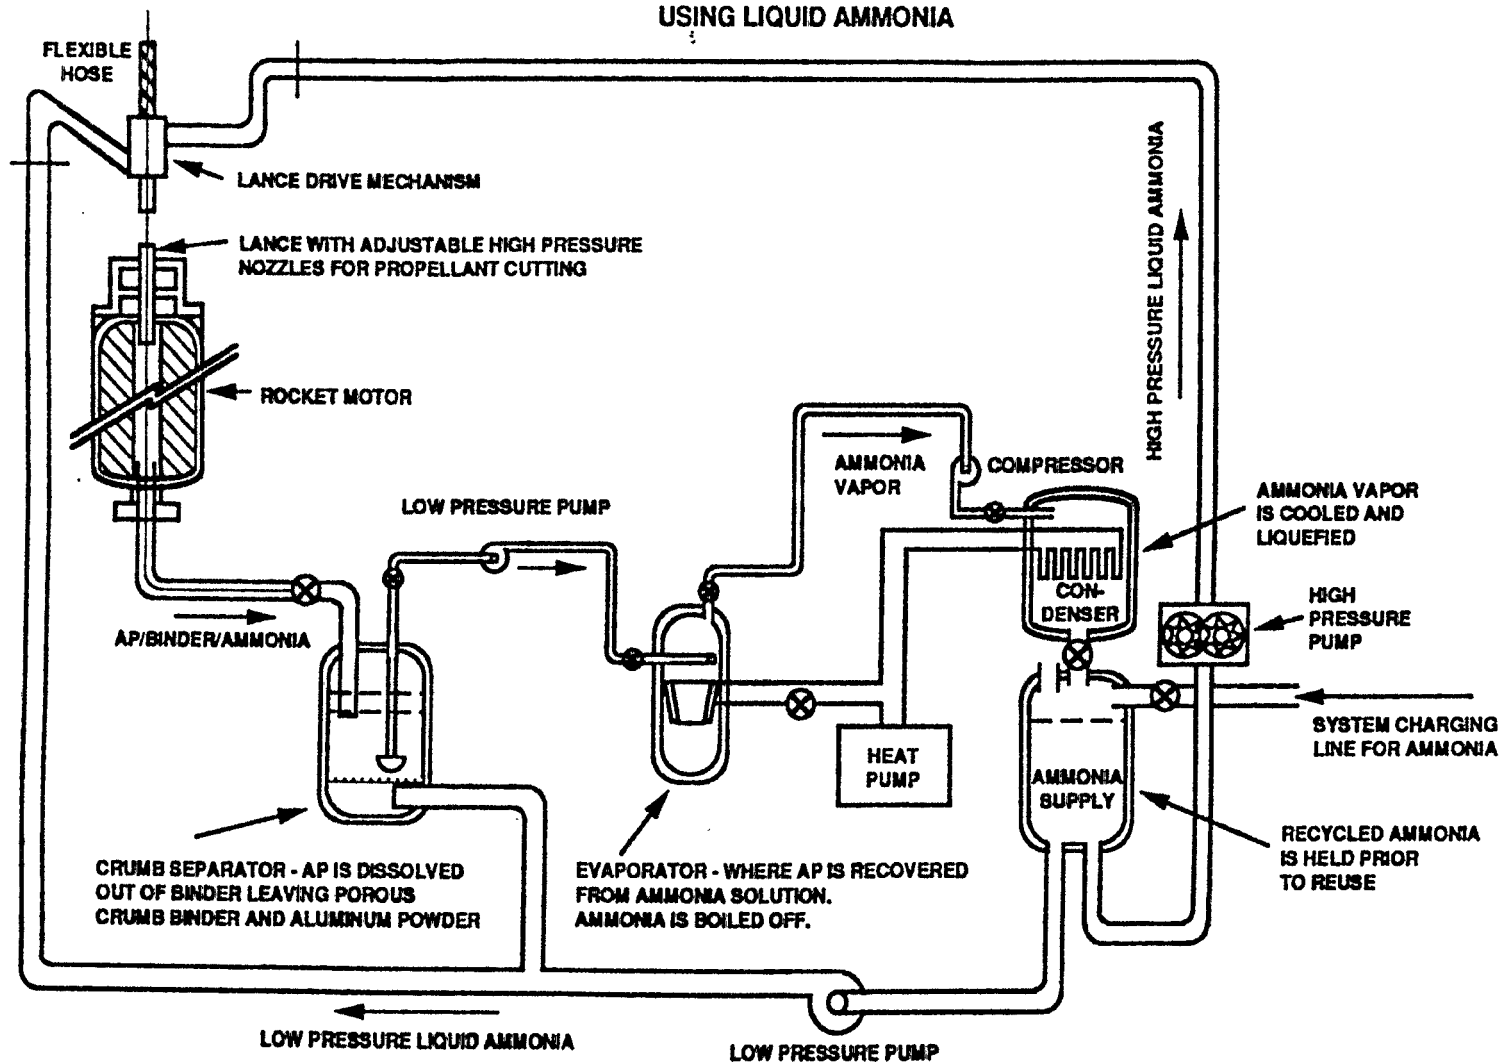 USING LIQUID AMMONIA
FLEXIBLE
HOSE
LANCE DRIVE MECHANISM
LANCE WITH ADJUSTABLE HIGH PRESSURE
NOZZLES FOR PROPELLANT CUTTING
ROCKET MOTOR
HIGH PRESSURE LIQUID AMMONIA
AMMONIA
VAPOR
COMPRESSOR
LOW PRESSURE PUMP
AMMONIA VAPOR
IS COOLED AND
LIQUEFIED
CON-
DENSER
HIGH
PRESSURE
PUMP
AP/BINDER/AMMONIA
SYSTEM CHARGING
LINE FOR AMMONIA
HEAT
PUMP
AMMONIA
SUPPLY
RECYCLED AMMONIA
IS HELD PRIOR
TO REUSE
CRUMB SEPARATOR - AP IS DISSOLVED
OUT OF BINDER LEAVING POROUS
CRUMB BINDER AND ALUMINUM POWDER
EVAPORATOR - WHERE AP IS RECOVERED
FROM AMMONIA SOLUTION.
AMMONIA IS BOILED OFF.
LOW PRESSURE LIQUID AMMONIA
LOW PRESSURE PUMP